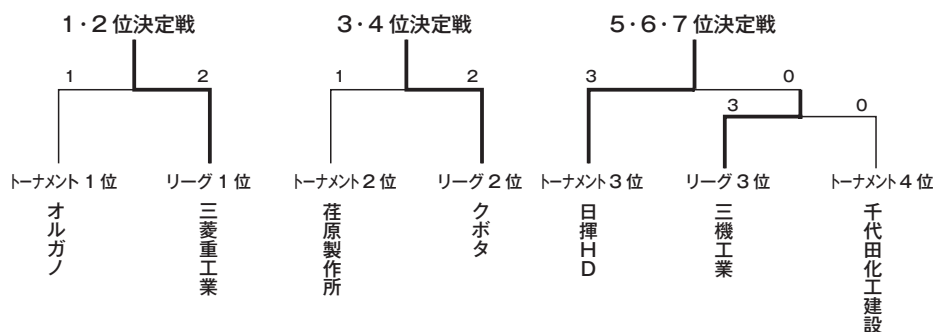 1・2 位決定戦
3・4 位決定戦
5・6・7 位決定戦
1
2
1
2
3
0
3
0
トーナメント 1 位
リーグ 1 位
トーナメント 2 位
リーグ 2 位
トーナメント 3 位
リーグ 3 位
トーナメント 4 位
オルガノ
三菱重工業
荏原製作所
クボタ
日揮HD
三機工業
千代田化工建設